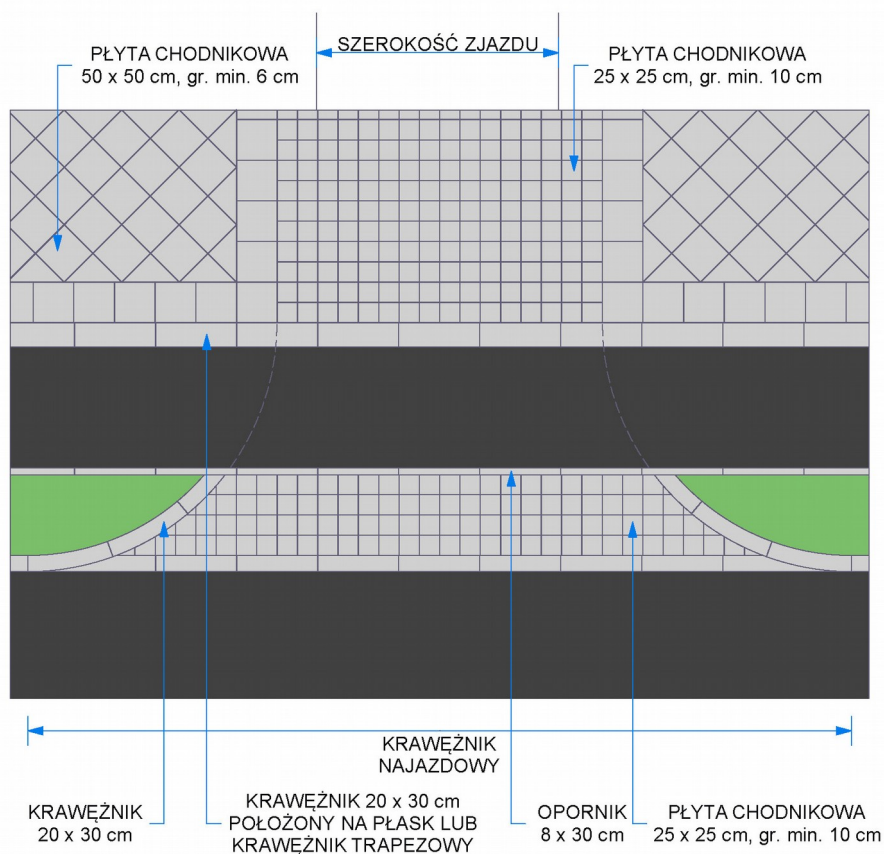 SZEROKOŚĆ ZJAZDU
PŁYTA CHODNIKOWA
50 x 50 cm, gr. min. 6 cm
PŁYTA CHODNIKOWA
25 x 25 cm, gr. min. 10 cm
KRAWĘŻNIK
NAJAZDOWY
KRAWĘŻNIK
20 x 30 cm
KRAWĘŻNIK 20 x 30 cm
POŁOŻONY NA PŁASK LUB
KRAWĘŻNIK TRAPEZOWY
OPORNIK
8 x 30 cm
PŁYTA CHODNIKOWA
25 x 25 cm, gr. min. 10 cm